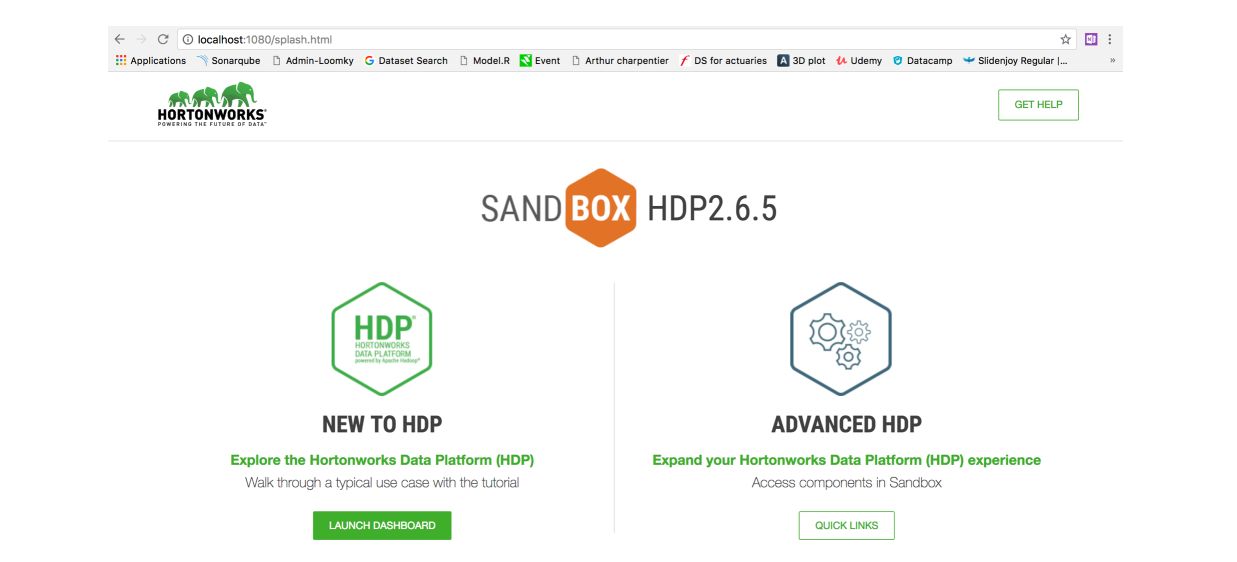 localhost:1080/splash.html
Applications Sonarqube Admin-Loomky Dataset Search Model.R Event Arthur charpentier DS for actuaries 3D plot Udemy Datacamp Slidenjoy Regular |... »
HORTONWORKS®
POWERING THE FUTURE OF DATA™
GET HELP
SANDBOX HDP2.6.5
HDP®
HORTONWORKS
DATA PLATFORM
powered by Apache Hadoop®
NEW TO HDP
Explore the Hortonworks Data Platform (HDP)
Walk through a typical use case with the tutorial
LAUNCH DASHBOARD
ADVANCED HDP
Expand your Hortonworks Data Platform (HDP) experience
Access components in Sandbox
QUICK LINKS